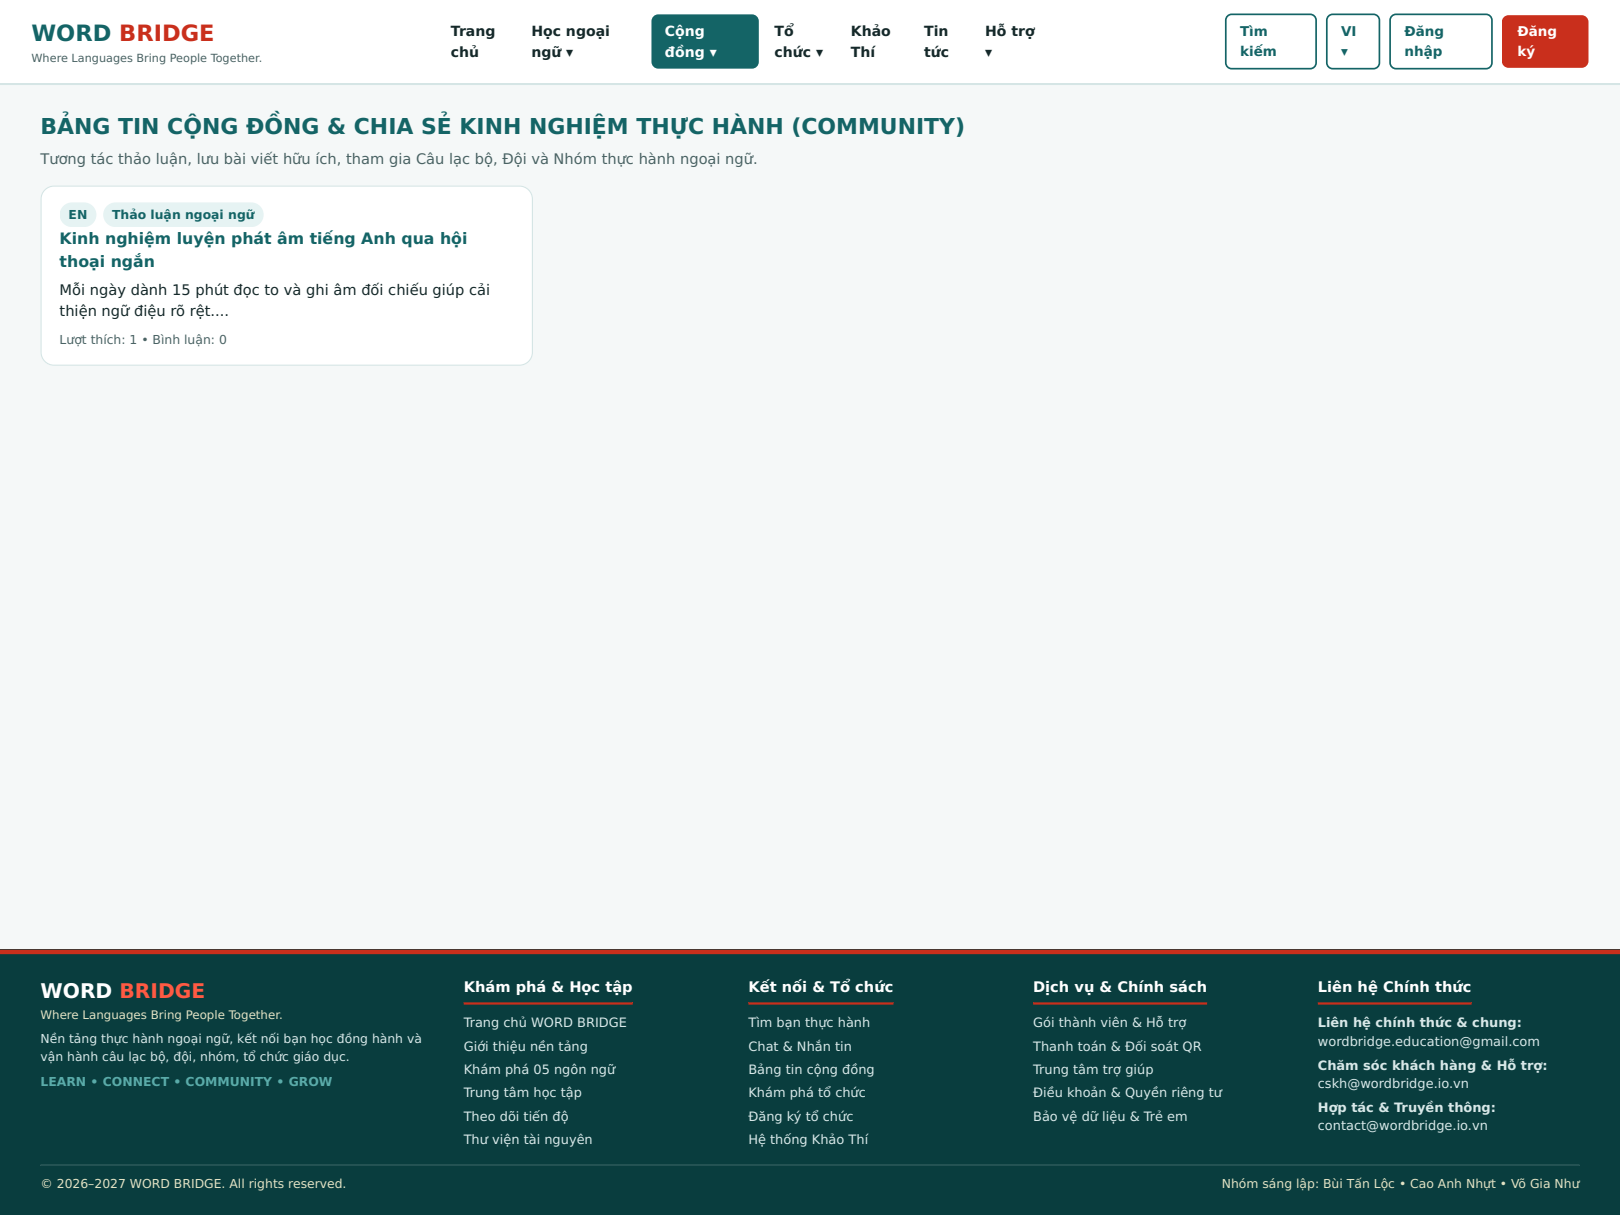 WORD BRIDGE
Where Languages Bring People Together.
Trang chủ
Học ngoại ngữ ▾
Cộng đồng ▾
Tổ chức ▾
Khảo Thí
Tin tức
Hỗ trợ ▾
Tìm kiếm
VI ▾
Đăng nhập
Đăng ký
BẢNG TIN CỘNG ĐỒNG & CHIA SẺ KINH NGHIỆM THỰC HÀNH (COMMUNITY)
Tương tác thảo luận, lưu bài viết hữu ích, tham gia Câu lạc bộ, Đội và Nhóm thực hành ngoại ngữ.
EN Thảo luận ngoại ngữ
Kinh nghiệm luyện phát âm tiếng Anh qua hội
thoại ngắn
Mỗi ngày dành 15 phút đọc to và ghi âm đối chiếu giúp cải
thiện ngữ điệu rõ rệt....
Lượt thích: 1 • Bình luận: 0
WORD BRIDGE
Where Languages Bring People Together.
Nền tảng thực hành ngoại ngữ, kết nối bạn học đồng hành và
vận hành câu lạc bộ, đội, nhóm, tổ chức giáo dục.
LEARN • CONNECT • COMMUNITY • GROW
Khám phá & Học tập
Trang chủ WORD BRIDGE
Giới thiệu nền tảng
Khám phá 05 ngôn ngữ
Trung tâm học tập
Theo dõi tiến độ
Thư viện tài nguyên
Kết nối & Tổ chức
Tìm bạn thực hành
Chat & Nhắn tin
Bảng tin cộng đồng
Khám phá tổ chức
Đăng ký tổ chức
Hệ thống Khảo Thí
Dịch vụ & Chính sách
Gói thành viên & Hỗ trợ
Thanh toán & Đối soát QR
Trung tâm trợ giúp
Điều khoản & Quyền riêng tư
Bảo vệ dữ liệu & Trẻ em
Liên hệ Chính thức
Liên hệ chính thức & chung:
wordbridge.education@gmail.com
Chăm sóc khách hàng & Hỗ trợ:
cskh@wordbridge.io.vn
Hợp tác & Truyền thông:
contact@wordbridge.io.vn
© 2026–2027 WORD BRIDGE. All rights reserved.
Nhóm sáng lập: Bùi Tấn Lộc • Cao Anh Nhựt • Võ Gia Như